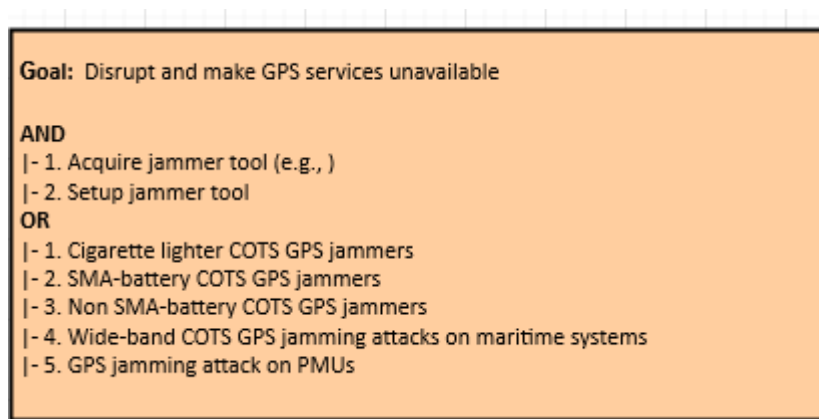 Goal: Disrupt and make GPS services unavailable
AND
|- 1. Acquire jammer tool (e.g., )
|- 2. Setup jammer tool
OR
|- 1. Cigarette lighter COTS GPS jammers
|- 2. SMA-battery COTS GPS jammers
|- 3. Non SMA-battery COTS GPS jammers
|- 4. Wide-band COTS GPS jamming attacks on maritime systems
|- 5. GPS jamming attack on PMUs